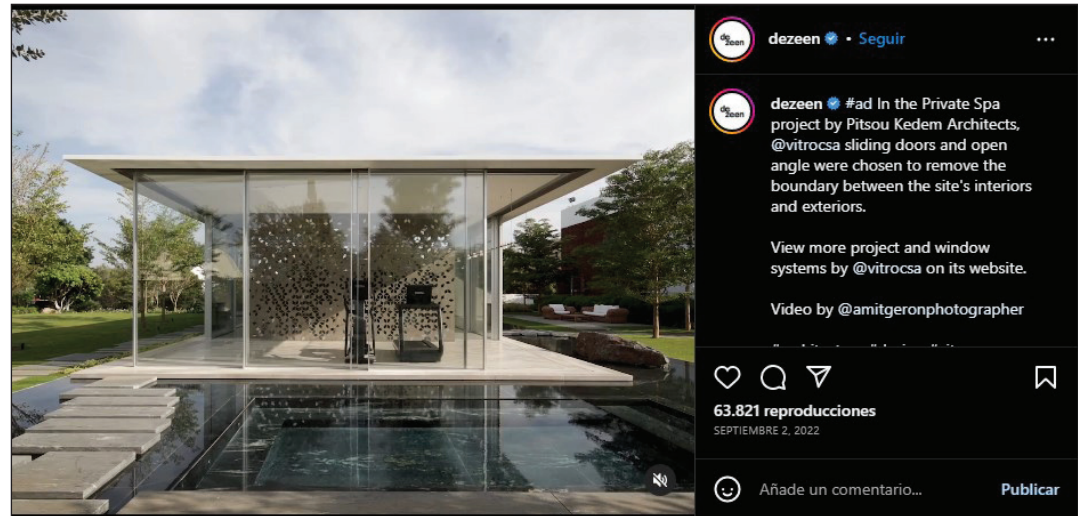 dezeen • Seguir
dezeen #ad In the Private Spa
project by Pitsou Kedem Architects,
@vitrocsa sliding doors and open
angle were chosen to remove the
boundary between the site's interiors
and exteriors.
View more project and window
systems by @vitrocsa on its website.
Video by @amitgeronphotographer
63.821 reproducciones
SEPTIEMBRE 2, 2022
Añade un comentario...
Publicar